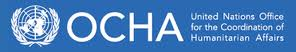 OCHA
United Nations Office
for the Coordination of
Humanitarian Affairs